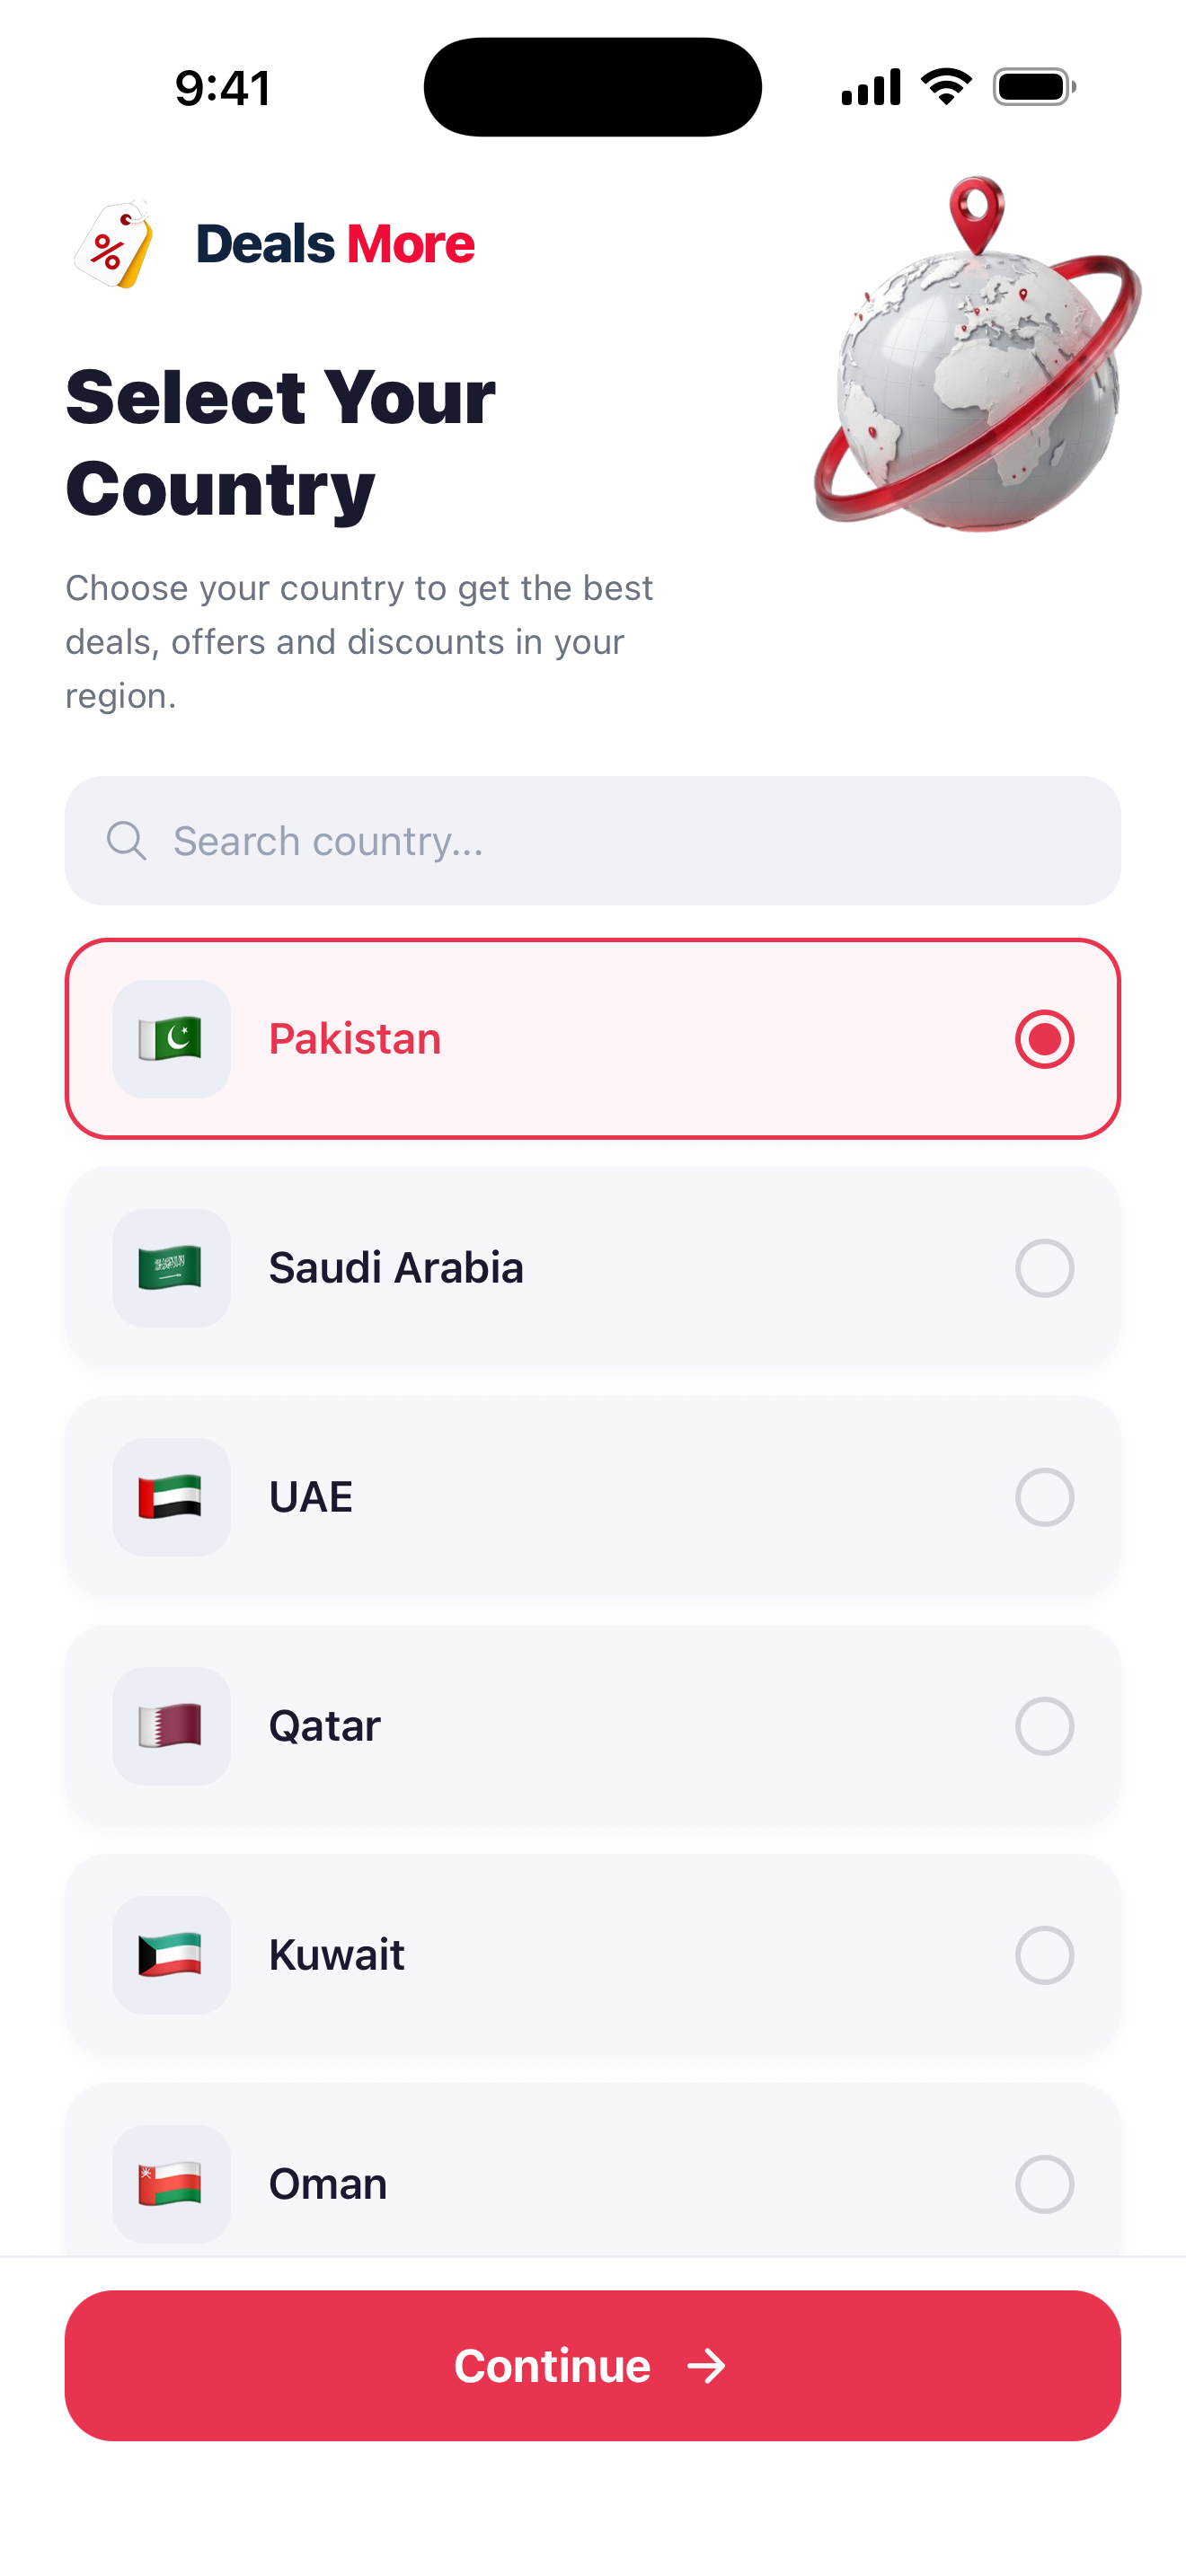 9:41
Deals More
Select Your
Country
Choose your country to get the best
deals, offers and discounts in your
region.
Search country...
Pakistan
Saudi Arabia
UAE
Qatar
Kuwait
Oman
Continue →